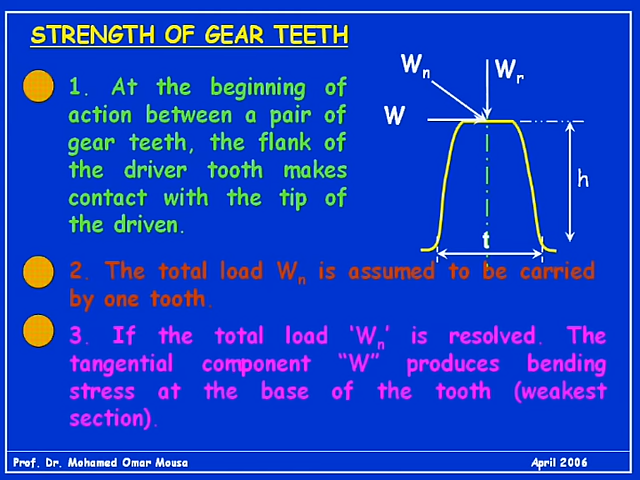 STRENGTH OF GEAR TEETH
1. At the beginning of
action between a pair of
gear teeth, the flank of
the driver tooth makes
contact with the tip of
the driven.
Wn
Wr
W
h
t
2. The total load Wn is assumed to be carried
by one tooth.
3. If the total load ‘Wn’ is resolved. The
tangential component “W” produces bending
stress at the base of the tooth (weakest
section).
Prof. Dr. Mohamed Omar Mousa
April 2006